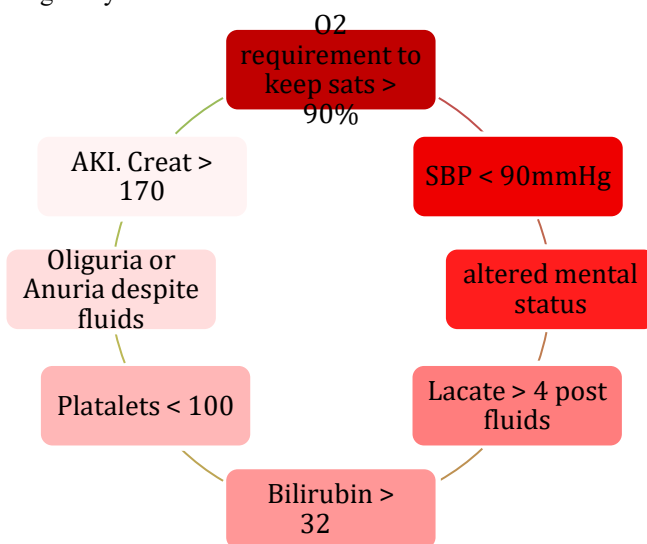 O2
requirement to
keep sats >
90%
SBP < 90mmHg
altered mental
status
Lacate > 4 post
fluids
Bilirubin >
32
Platalets < 100
Oliguria or
Anuria despite
fluids
AKI. Creat >
170